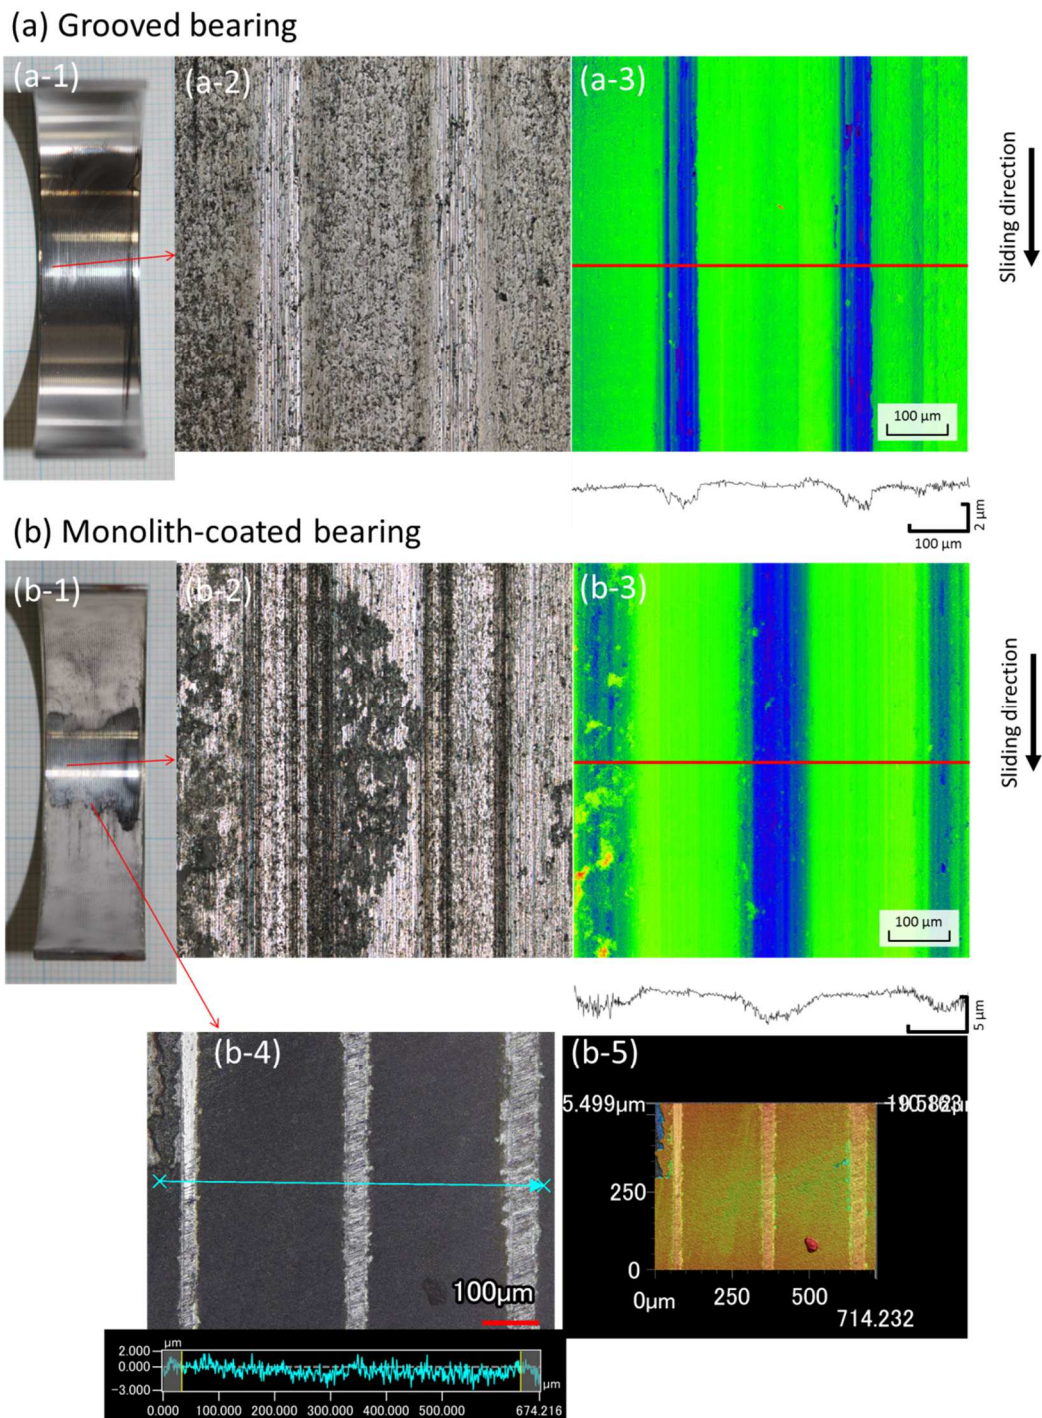 (a) Grooved bearing
(a-1)
(a-2)
(a-3)
Sliding direction
100 µm
2 µm
100 µm
(b) Monolith-coated bearing
(b-1)
(b-2)
(b-3)
Sliding direction
100 µm
5 µm
(b-4)
100µm
(b-5)
5.499µm
250
0
0µm
250
500
714.232
µm
2.000
0.000
-3.000
µm
0.000
100.000
200.000
300.000
400.000
500.000
674.216